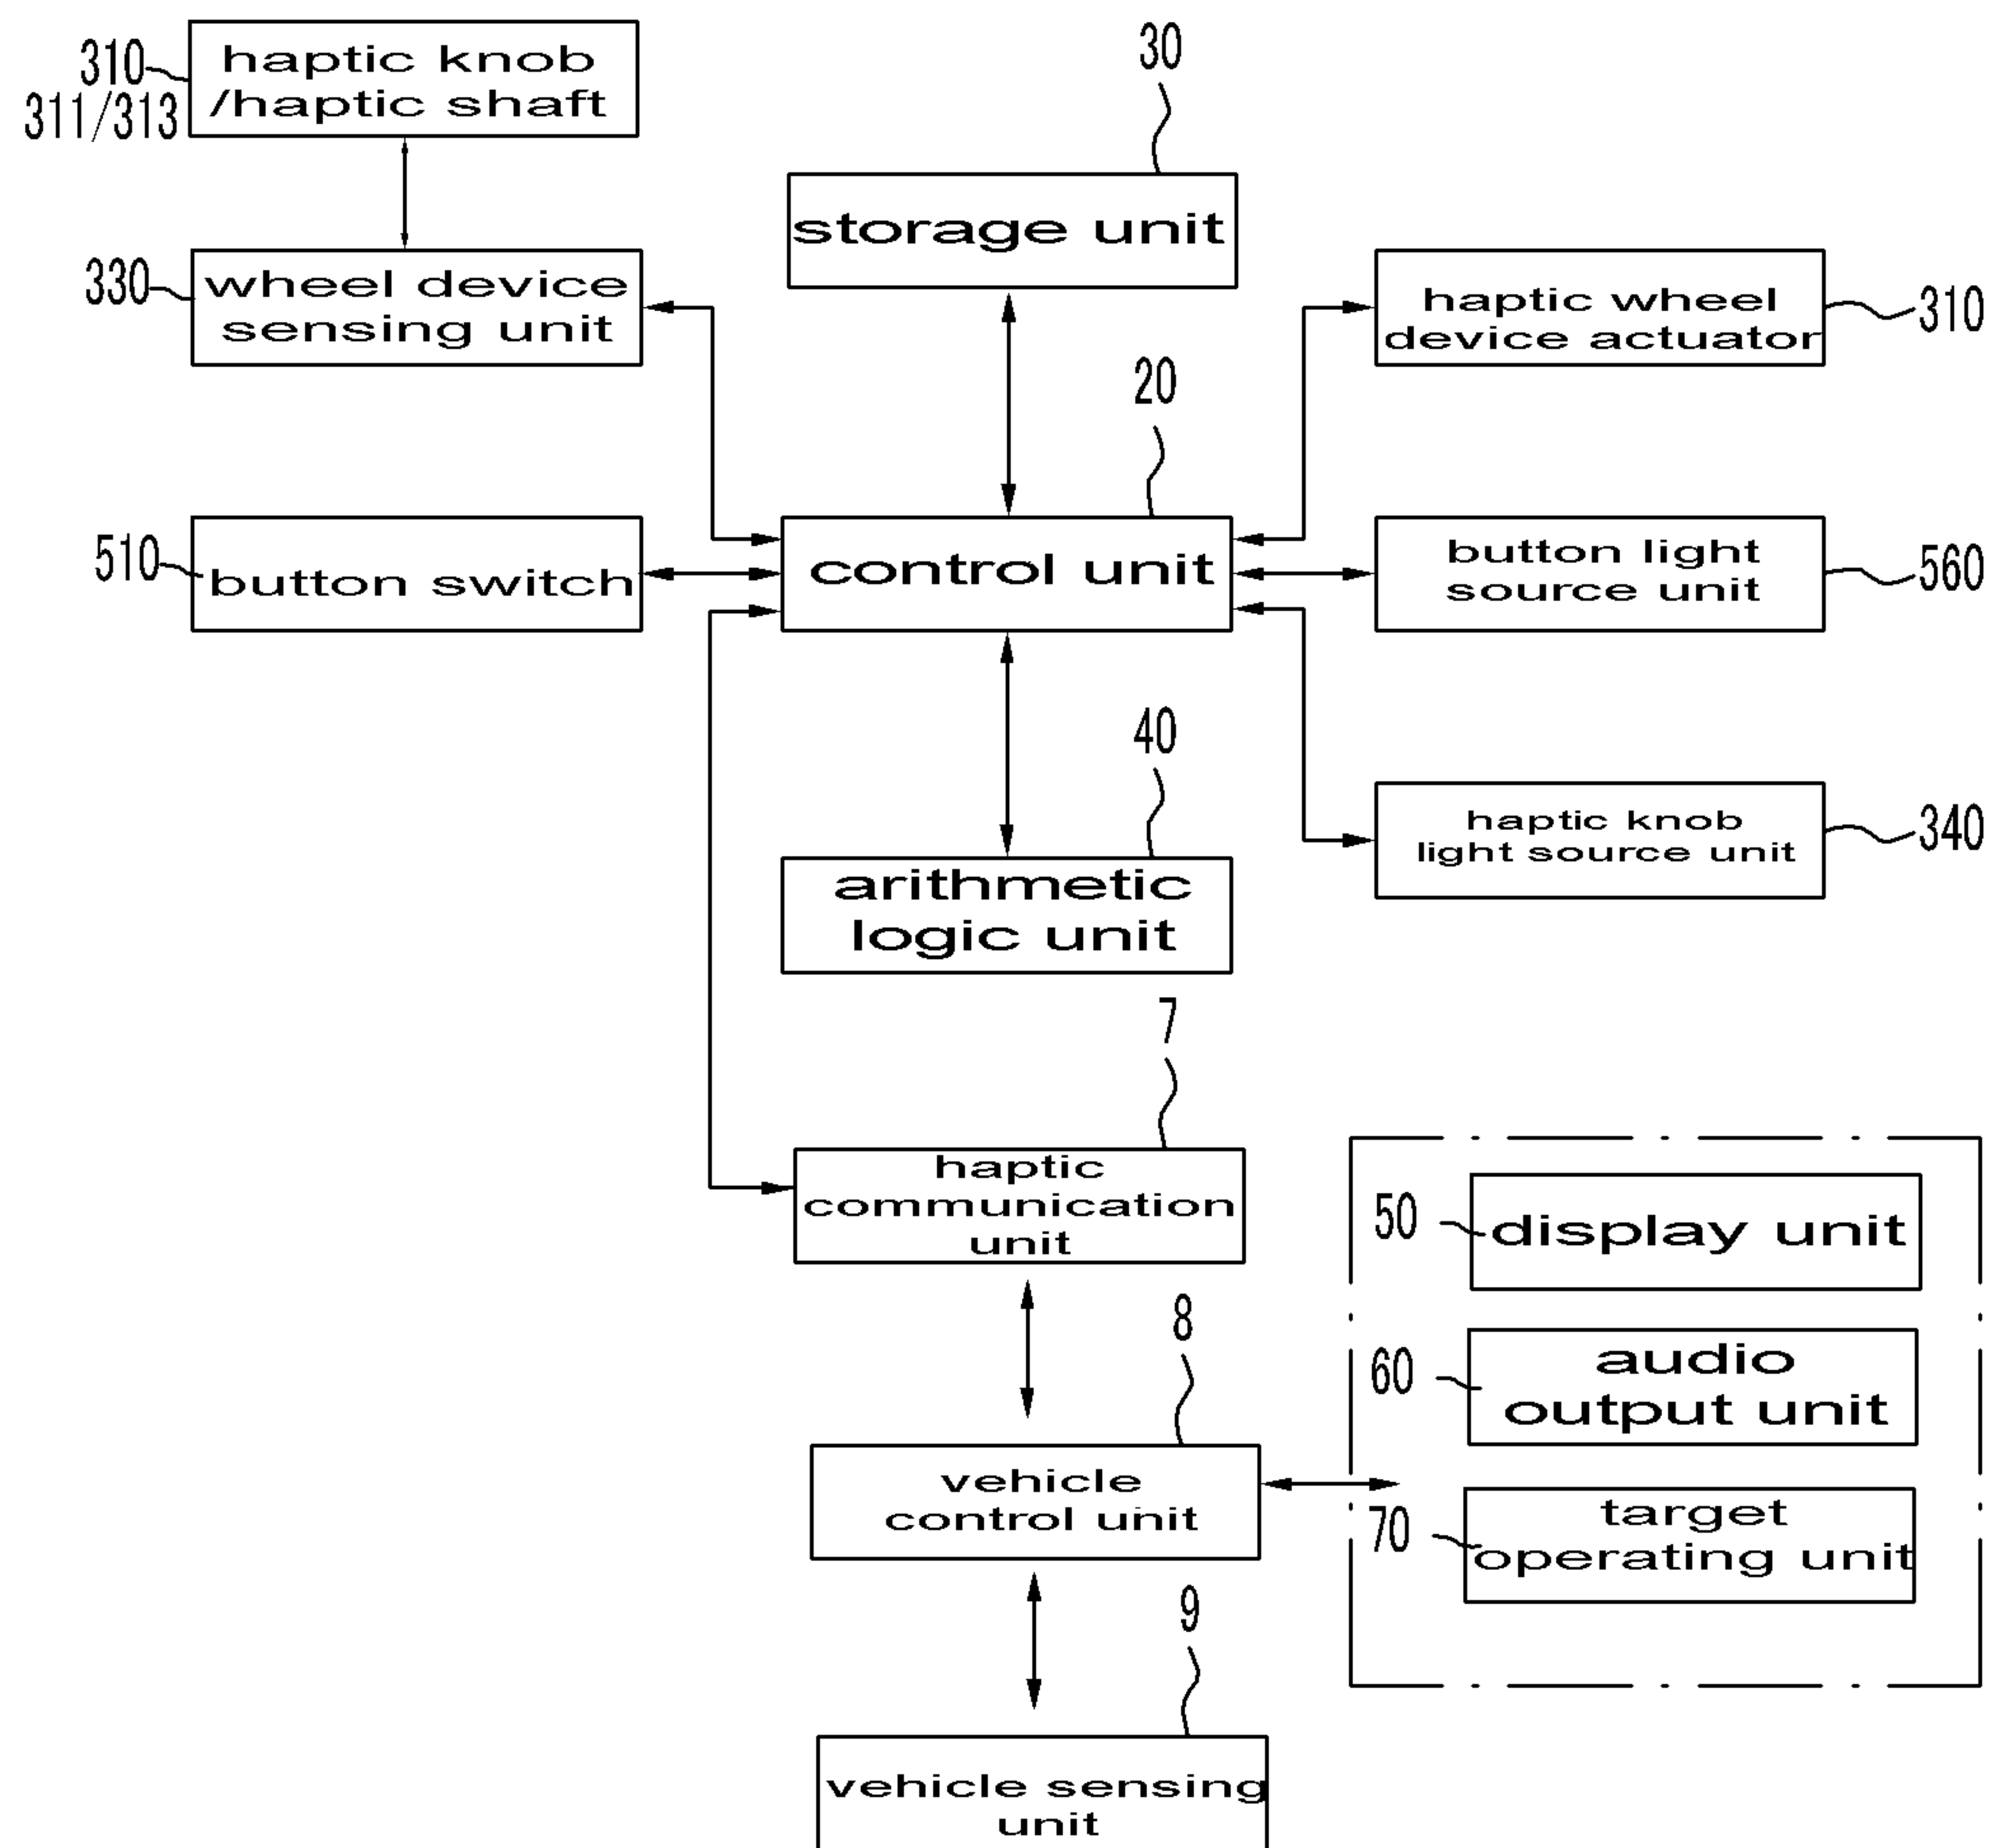 310
311/313
haptic knob
/haptic shaft
30
storage unit
330
wheel device
sensing unit
haptic wheel
device actuator
310
20
510
button switch
control unit
button light
source unit
560
40
arithmetic
logic unit
haptic knob
light source unit
340
7
haptic
communication
unit
50
display unit
8
60
audio
output unit
vehicle
control unit
70
target
operating unit
9
vehicle sensing
unit